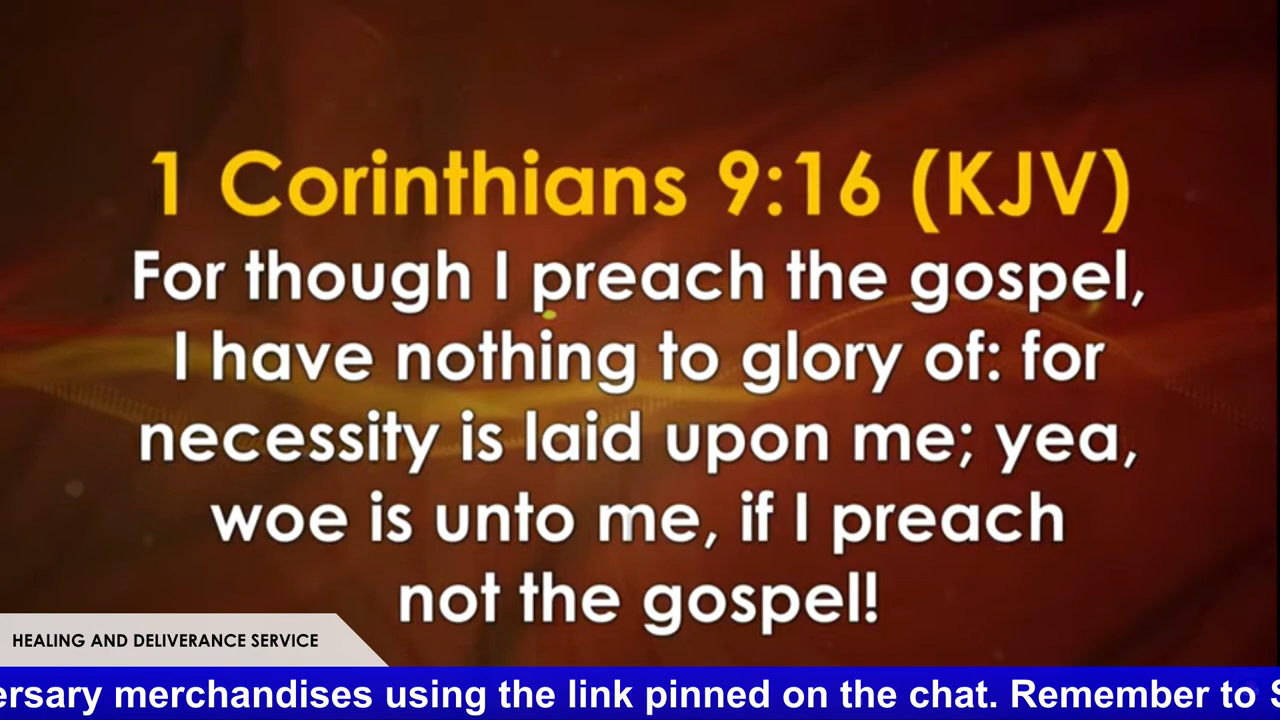 1 Corinthians 9:16 (KJV)
For though I preach the gospel,
I have nothing to glory of: for
necessity is laid upon me; yea,
woe is unto me, if I preach
not the gospel!
HEALING AND DELIVERANCE SERVICE
merchandises using the link pinned on the chat. Remember to